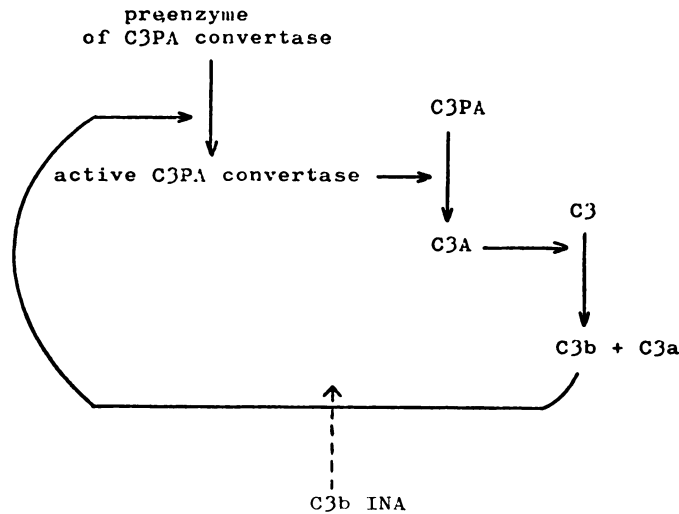 preenzyme
of C3PA convertase
C3PA
active C3PA convertase
C3
C3A
C3b + C3a
C3b INA